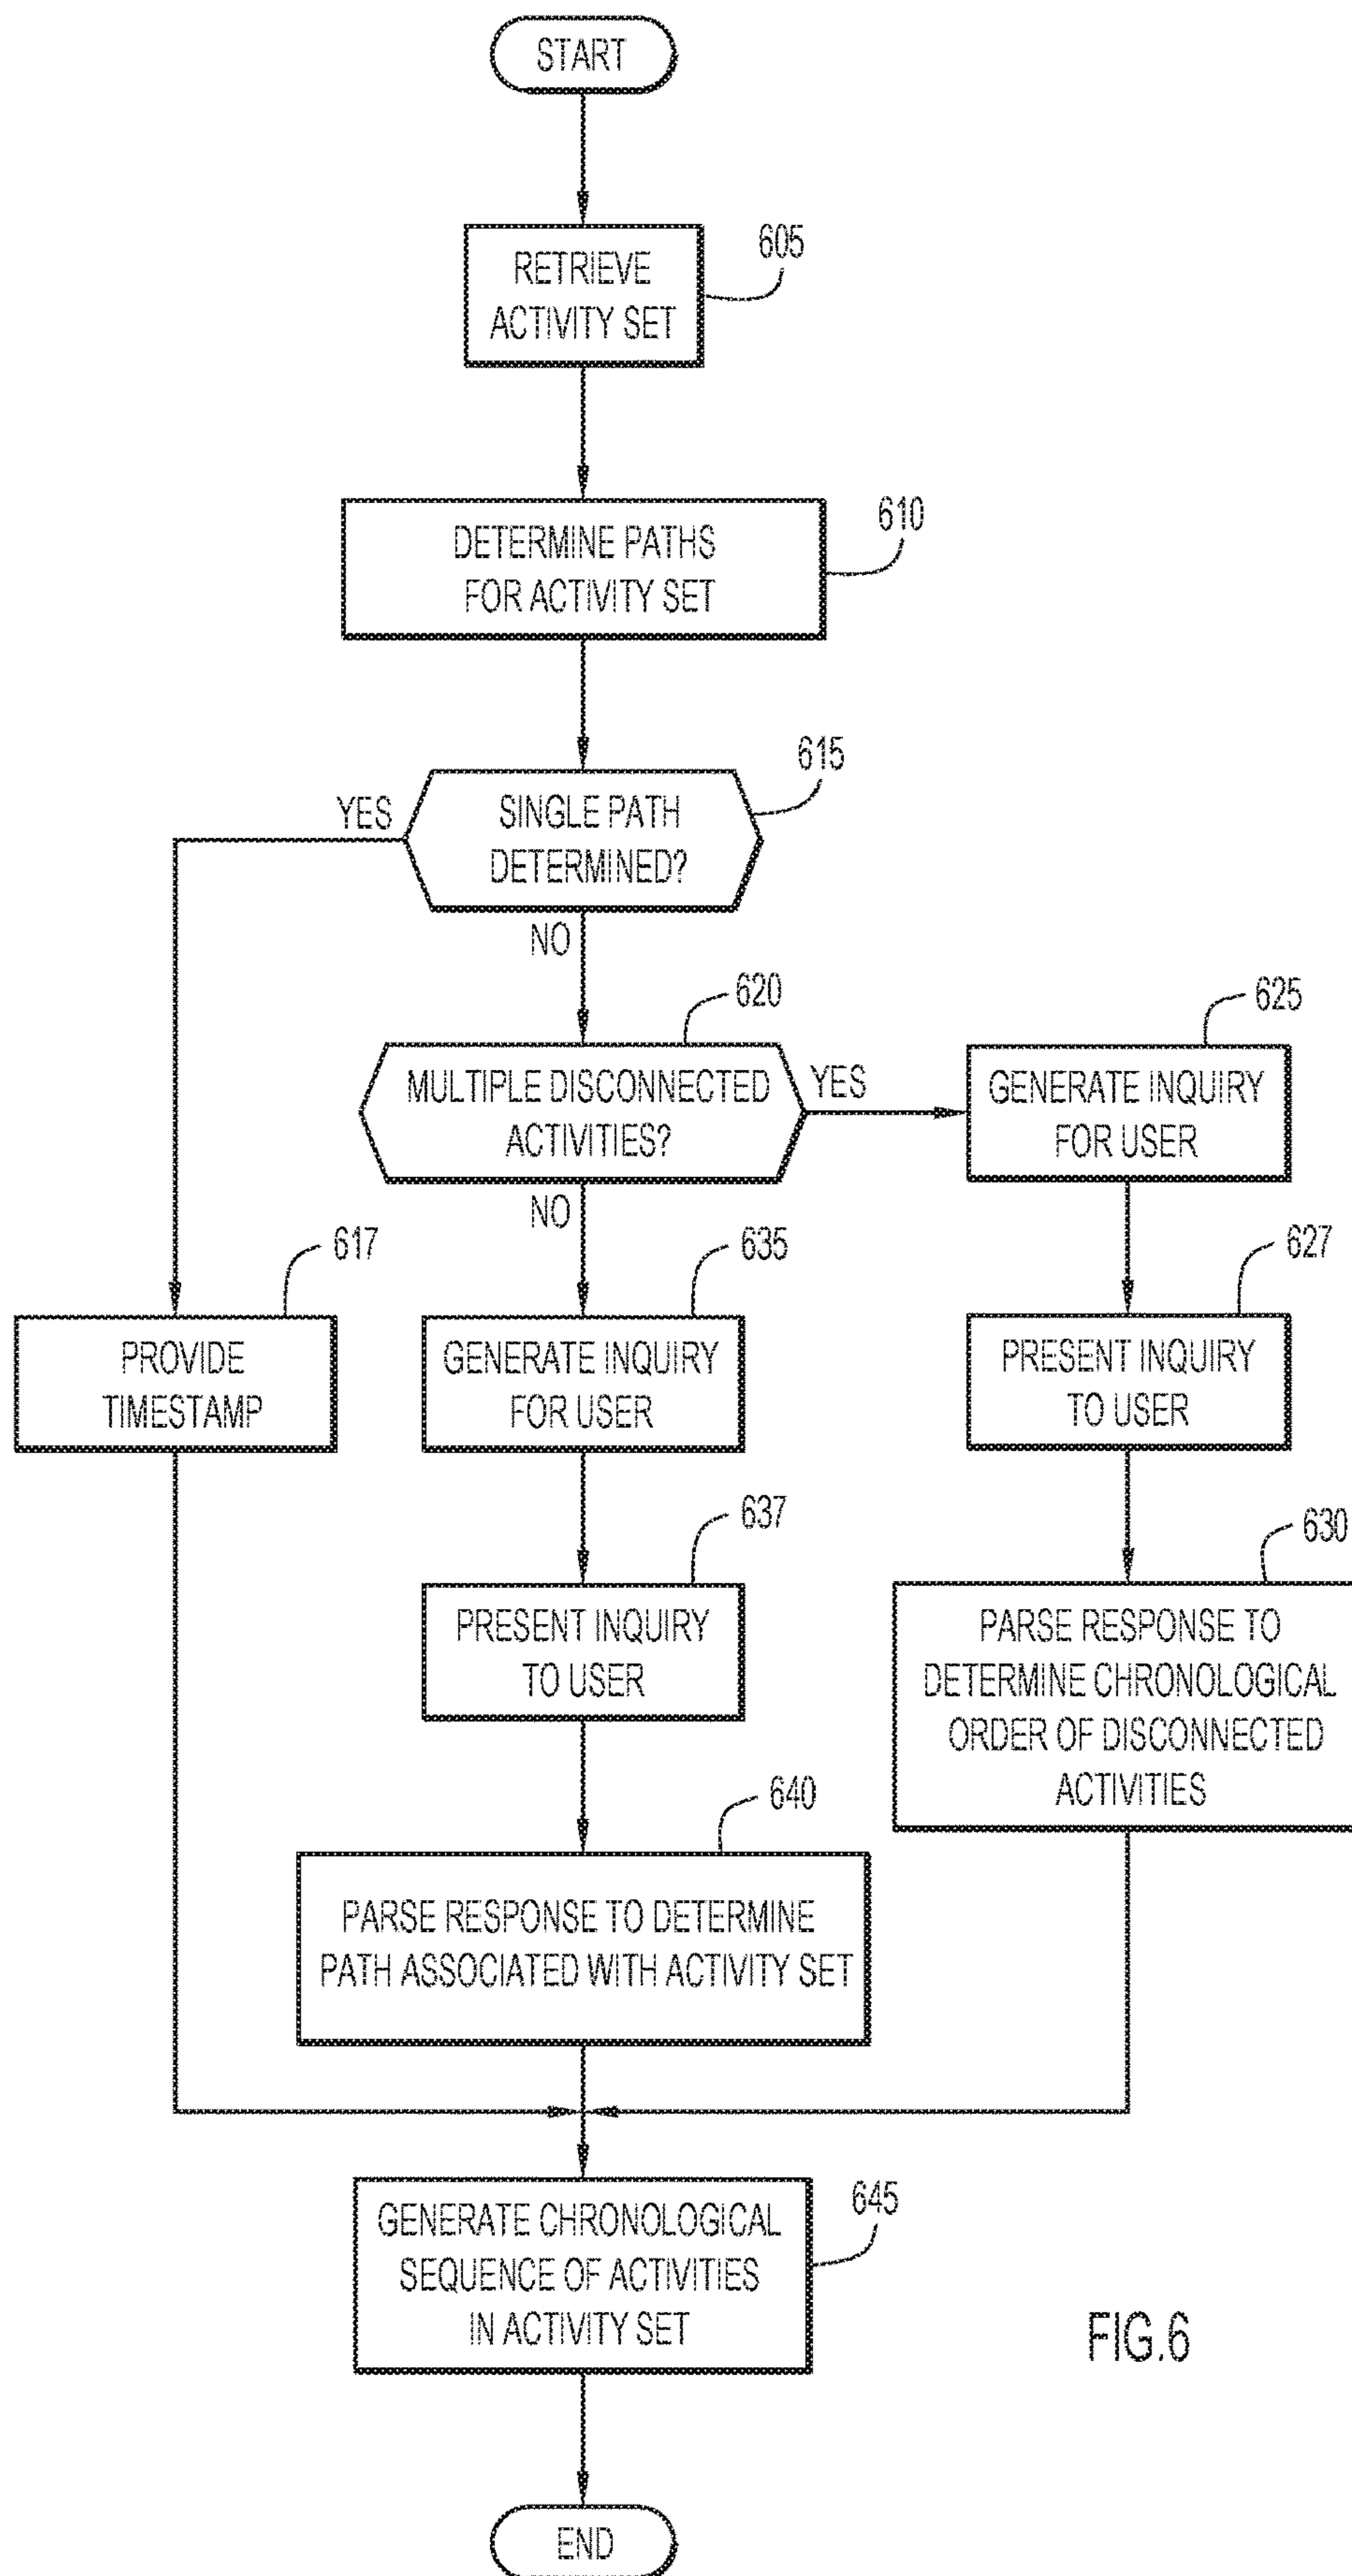 START
RETRIEVE
ACTIVITY SET
605
DETERMINE PATHS
FOR ACTIVITY SET
610
SINGLE PATH
DETERMINED?
615
YES
NO
MULTIPLE DISCONNECTED
ACTIVITIES?
620
YES
NO
GENERATE INQUIRY
FOR USER
625
PROVIDE
TIMESTAMP
617
GENERATE INQUIRY
FOR USER
635
PRESENT INQUIRY
TO USER
627
PRESENT INQUIRY
TO USER
637
PARSE RESPONSE TO
DETERMINE CHRONOLOGICAL
ORDER OF DISCONNECTED
ACTIVITIES
630
PARSE RESPONSE TO DETERMINE
PATH ASSOCIATED WITH ACTIVITY SET
640
GENERATE CHRONOLOGICAL
SEQUENCE OF ACTIVITIES
IN ACTIVITY SET
645
FIG.6
END